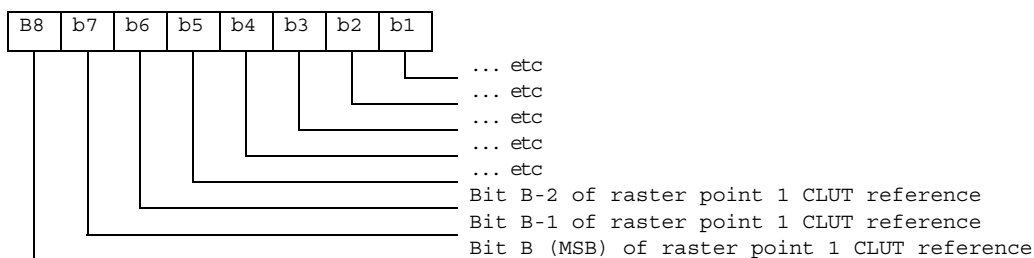 B8 b7 b6 b5 b4 b3 b2 b1
... etc
... etc
... etc
... etc
... etc
Bit B-2 of raster point 1 CLUT reference
Bit B-1 of raster point 1 CLUT reference
Bit B (MSB) of raster point 1 CLUT reference